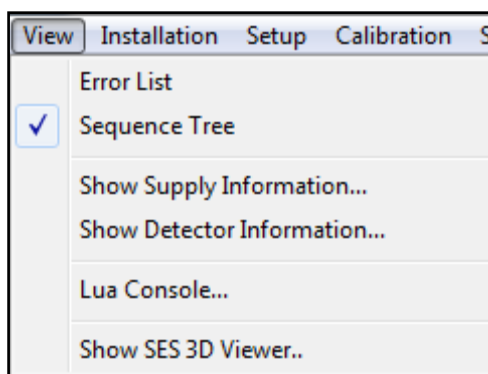 View Installation Setup Calibration S
Error List
Sequence Tree
Show Supply Information...
Show Detector Information...
Lua Console...
Show SES 3D Viewer..